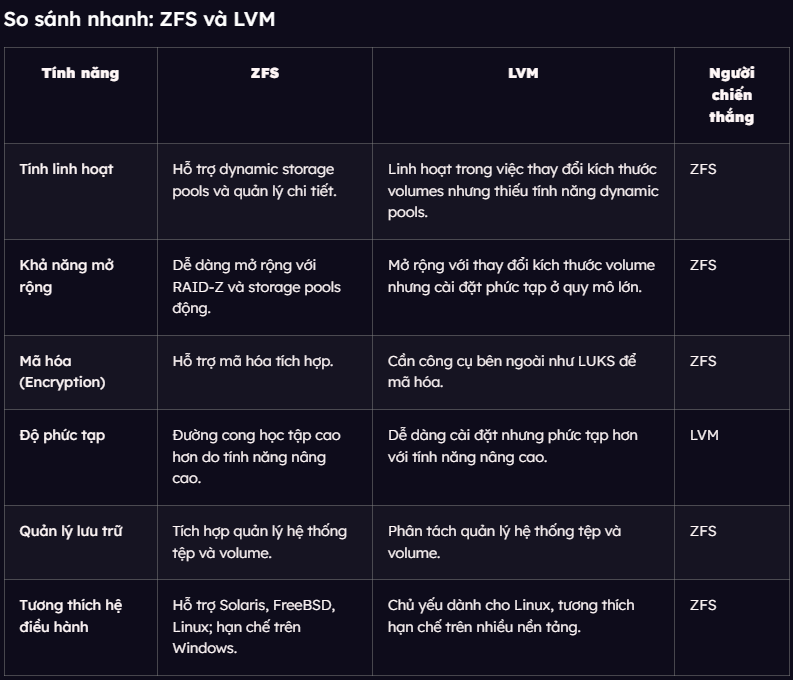 So sánh nhanh: ZFS và LVM
Tính năng ZFS LVM Người
chiến
thắng
Tính linh hoạt Hỗ trợ dynamic storage Linh hoạt trong việc thay đổi kích thước ZFS
pools và quản lý chi tiết. volumes nhưng thiếu tính năng dynamic
pools.
Khả năng mở Dễ dàng mở rộng với Mở rộng với thay đổi kích thước volume ZFS
rộng RAID-Z và storage pools nhưng cài đặt phức tạp ở quy mô lớn.
động.
Mã hóa Hỗ trợ mã hóa tích hợp. Cần công cụ bên ngoài như LUKS để ZFS
(Encryption) mã hóa.
Độ phức tạp Đường cong học tập cao Dễ dàng cài đặt nhưng phức tạp hơn LVM
hơn do tính năng nâng với tính năng nâng cao.
cao.
Quản lý lưu trữ Tích hợp quản lý hệ thống Phân tách quản lý hệ thống tệp và ZFS
tệp và volume. volume.
Tương thích hệ Hỗ trợ Solaris, FreeBSD, Chủ yếu dành cho Linux, tương thích ZFS
điều hành Linux; hạn chế trên hạn chế trên nhiều nền tảng.
Windows.